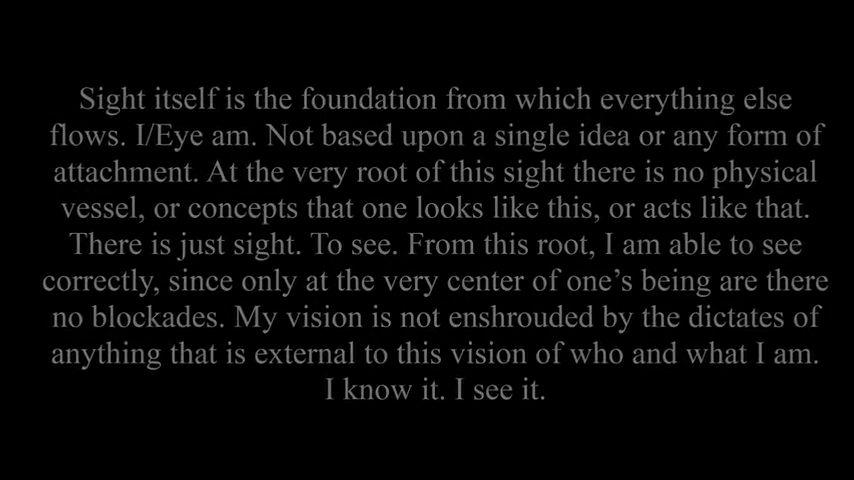 Sight itself is the foundation from which everything else
flows. I/Eye am. Not based upon a single idea or any form of
attachment. At the very root of this sight there is no physical
vessel, or concepts that one looks like this, or acts like that.
There is just sight. To see. From this root, I am able to see
correctly, since only at the very center of one’s being are there
no blockades. My vision is not enshrouded by the dictates of
anything that is external to this vision of who and what I am.
I know it. I see it.